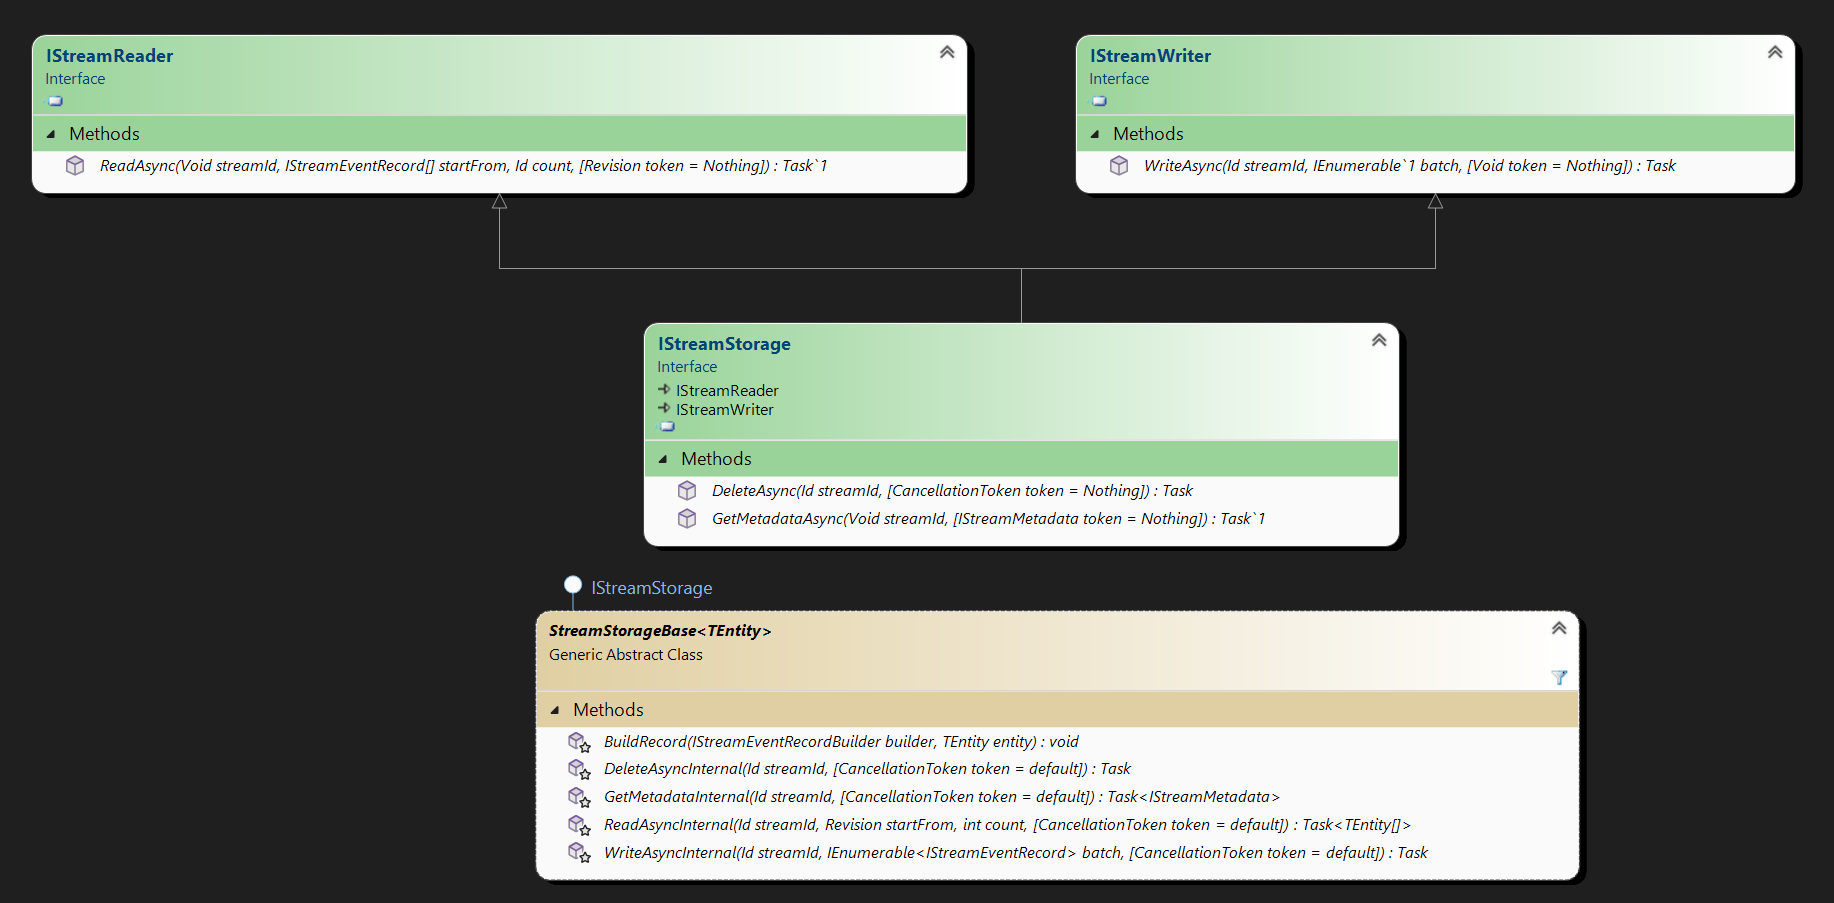 IStreamReader
Interface
Methods
ReadAsync(Void streamId, IStreamEventRecord[] startFrom, Id count, [Revision token = Nothing]) : Task`1
IStreamWriter
Interface
Methods
WriteAsync(Id streamId, IEnumerable`1 batch, [Void token = Nothing]) : Task
IStreamStorage
Interface
IStreamReader
IStreamWriter
Methods
DeleteAsync(Id streamId, [CancellationToken token = Nothing]) : Task
GetMetadataAsync(Void streamId, [IStreamMetadata token = Nothing]) : Task`1
IStreamStorage
StreamStorageBase<TEntity>
Generic Abstract Class
Methods
BuildRecord(IStreamEventRecordBuilder builder, TEntity entity) : void
DeleteAsyncInternal(Id streamId, [CancellationToken token = default]) : Task
GetMetadataInternal(Id streamId, [CancellationToken token = default]) : Task<IStreamMetadata>
ReadAsyncInternal(Id streamId, Revision startFrom, int count, [CancellationToken token = default]) : Task<TEntity[]>
WriteAsyncInternal(Id streamId, IEnumerable<IStreamEventRecord> batch, [CancellationToken token = default]) : Task